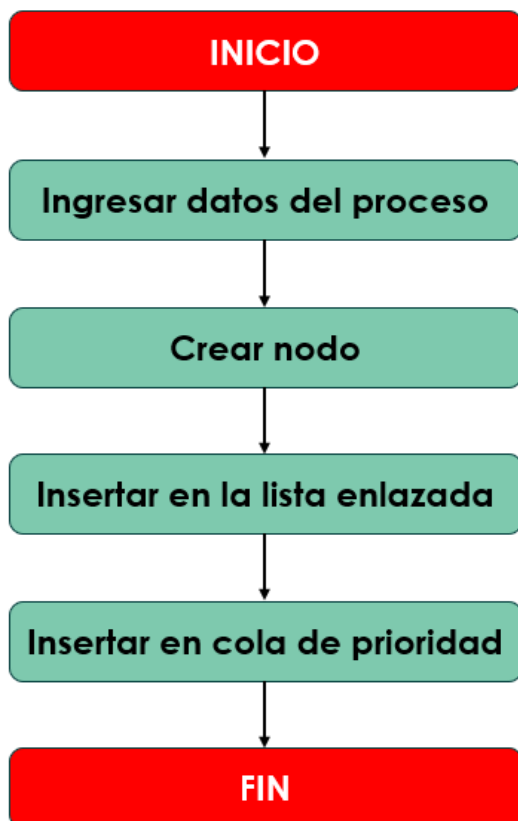 INICIO
Ingresar datos del proceso
Crear nodo
Insertar en la lista enlazada
Insertar en cola de prioridad
FIN